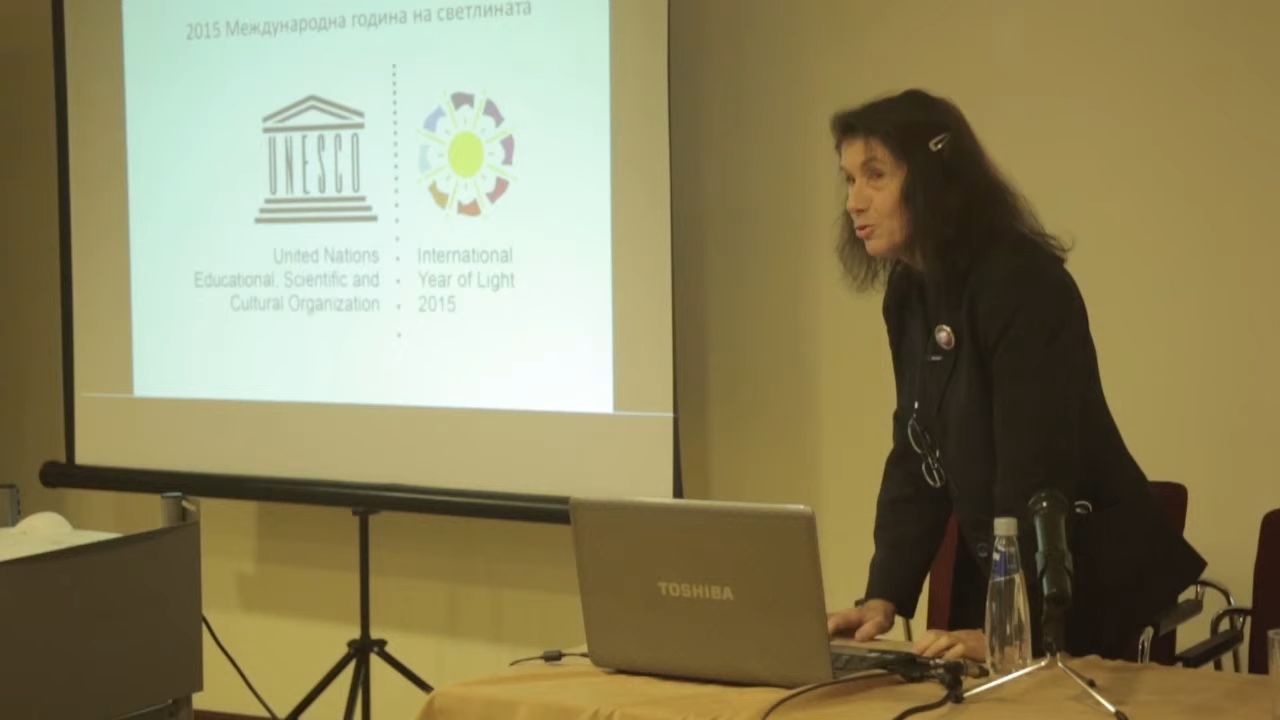 2015 Международна година на светлината
UNESCO
United Nations
Educational, Scientific and
Cultural Organization
International
Year of Light
2015
TOSHIBA